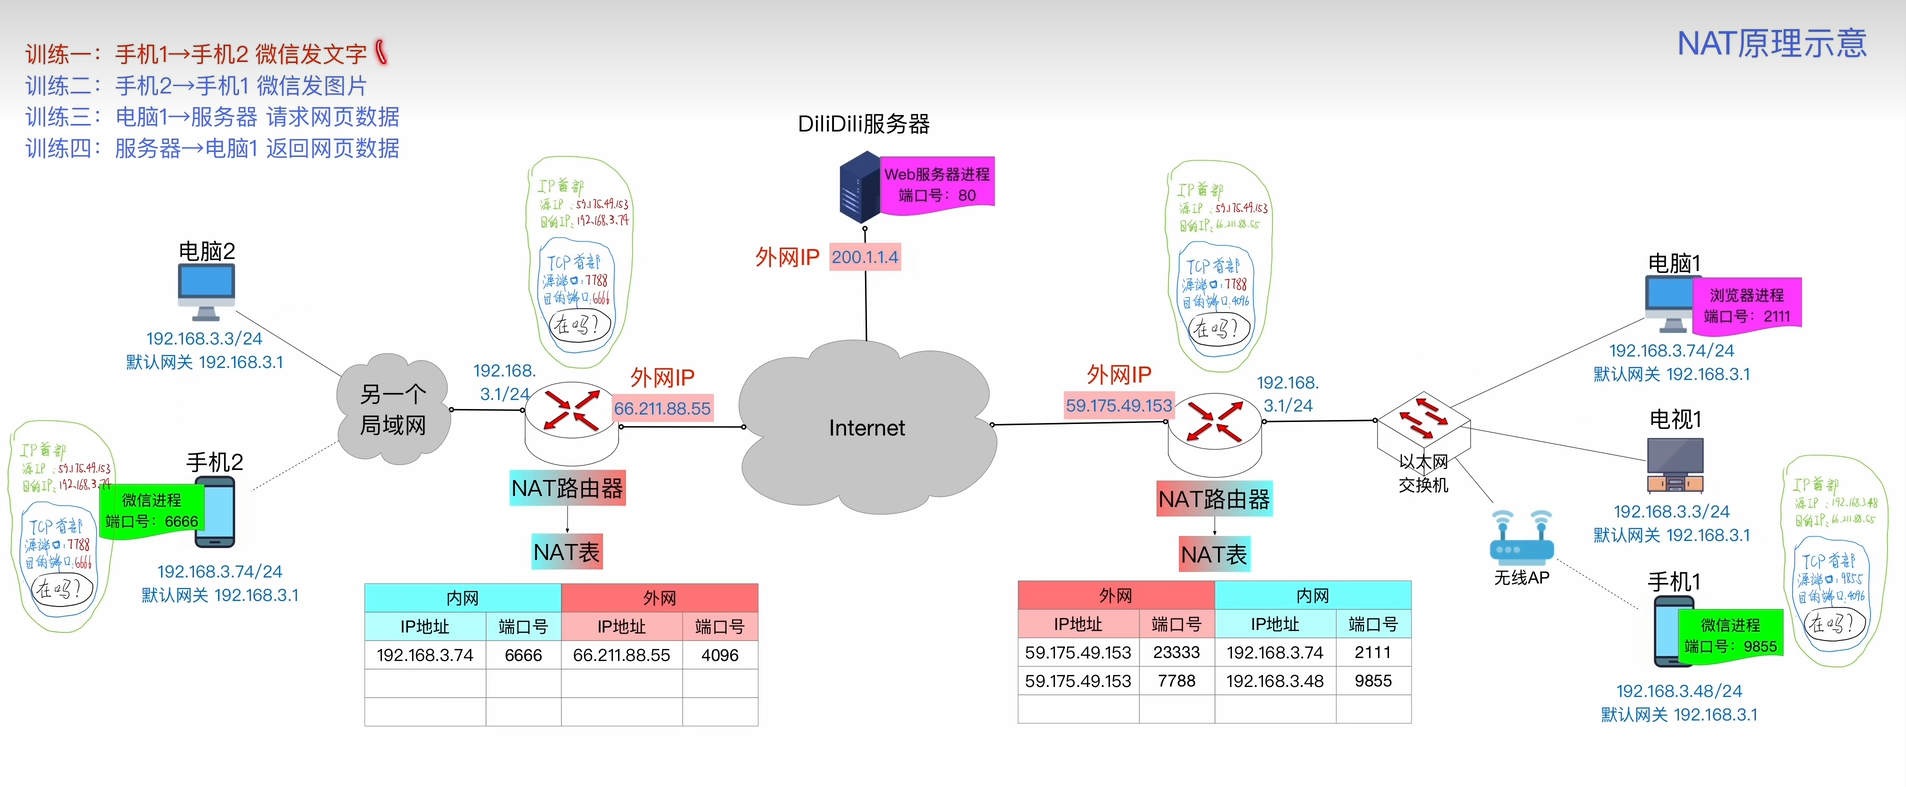 训练一：手机1→手机2 微信发文字
训练二：手机2→手机1 微信发图片
训练三：电脑1→服务器 请求网页数据
训练四：服务器→电脑1 返回网页数据
NAT原理示意
DiliDili服务器
Web服务器进程
端口号：80
外网IP
200.1.1.4
IP首部
源IP：59.175.49.153
目的IP：192.168.3.74
TCP首部
源端口：7788
目的端口：6666
在吗？
IP首部
源IP：59.175.49.153
目的IP：66.211.88.55
TCP首部
源端口：7788
目的端口：4096
在吗？
电脑2
192.168.3.3/24
默认网关 192.168.3.1
另一个
局域网
192.168.
3.1/24
外网IP
66.211.88.55
Internet
外网IP
59.175.49.153
192.168.
3.1/24
电脑1
浏览器进程
端口号：2111
192.168.3.74/24
默认网关 192.168.3.1
以太网
交换机
电视1
192.168.3.3/24
默认网关 192.168.3.1
无线AP
手机1
微信进程
端口号：9855
192.168.3.48/24
默认网关 192.168.3.1
IP首部
源IP：192.168.3.48
目的IP：66.211.88.55
TCP首部
源端口：9855
目的端口：4096
在吗？
IP首部
源IP：59.175.49.153
目的IP：192.168.3.74
TCP首部
源端口：7788
目的端口：6666
在吗？
手机2
微信进程
端口号：6666
192.168.3.74/24
默认网关 192.168.3.1
NAT路由器
NAT表
内网 外网
IP地址 端口号 IP地址 端口号
192.168.3.74 6666 66.211.88.55 4096
NAT路由器
NAT表
外网 内网
IP地址 端口号 IP地址 端口号
59.175.49.153 23333 192.168.3.74 2111
59.175.49.153 7788 192.168.3.48 9855